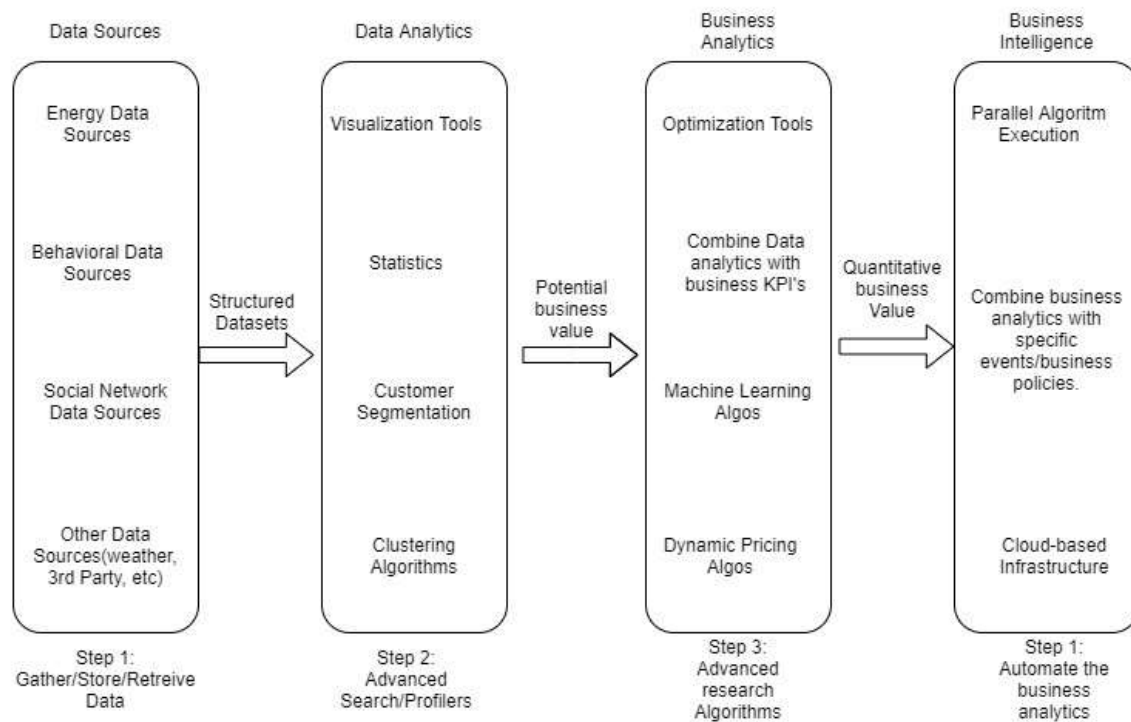 Data Sources
Energy Data
Sources
Behavioral Data
Sources
Social Network
Data Sources
Other Data
Sources(weather,
3rd Party, etc)
Step 1:
Gather/Store/Retreive
Data
Structured
Datasets
Data Analytics
Visualization Tools
Statistics
Customer
Segmentation
Clustering
Algorithms
Step 2:
Advanced
Search/Profilers
Potential
business
value
Business
Analytics
Optimization Tools
Combine Data
analytics with
business KPI's
Machine Learning
Algos
Dynamic Pricing
Algos
Step 3:
Advanced
research
Algorithms
Quantitative
business
Value
Business
Intelligence
Parallel Algoritm
Execution
Combine business
analytics with
specific
events/business
policies.
Cloud-based
Infrastructure
Step 1:
Automate the
business
analytics